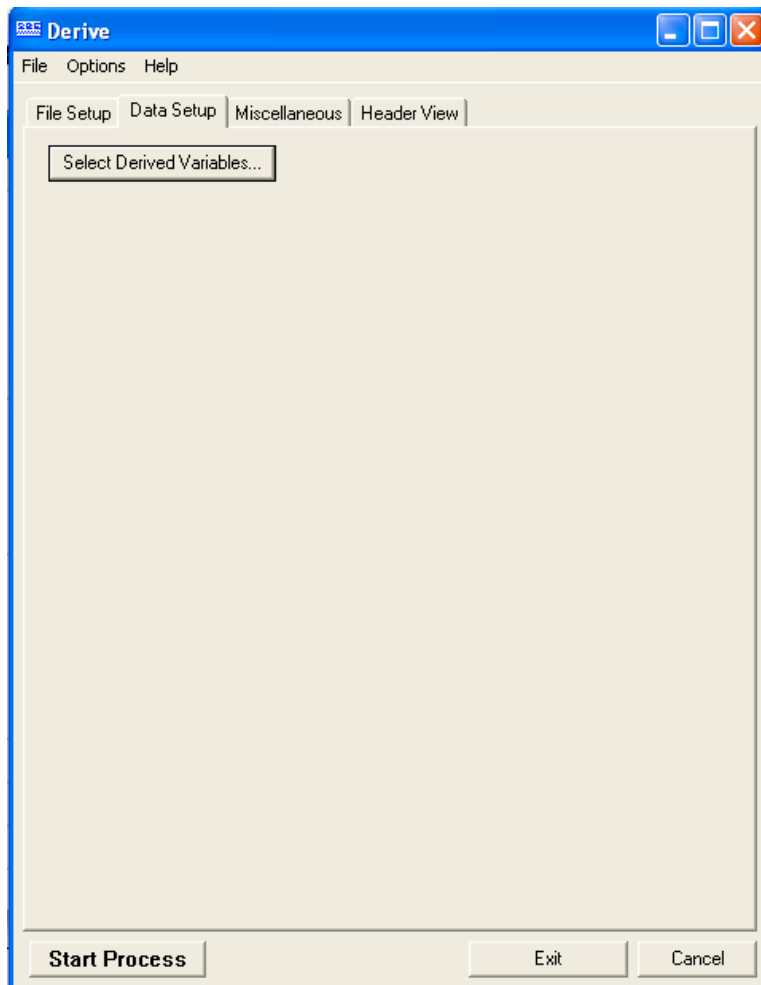 Derive
File Options Help
File Setup Data Setup Miscellaneous Header View
Select Derived Variables...
Start Process Exit Cancel